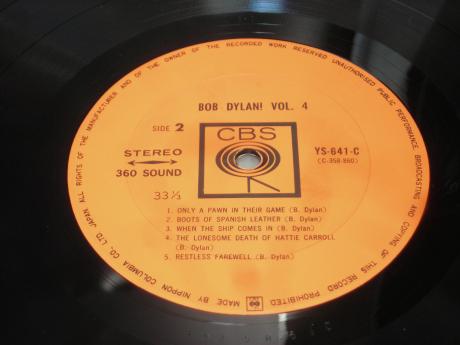 ALL RIGHTS OF THE MANUFACTURER AND OF THE OWNER OF THE RECORDED WORK RESERVED UNAUTHORISED PUBLIC PERFORMANCE, BROADCASTING AND COPYING OF THIS RECORD PROHIBITED
BOB DYLAN! VOL. 4
SIDE 2
CBS
STEREO
360 SOUND
YS-641-C
(C-358-860)
33⅓
1. ONLY A PAWN IN THEIR GAME (B. Dylan)
2. BOOTS OF SPANISH LEATHER (B. Dylan)
3. WHEN THE SHIP COMES IN (B. Dylan)
4. THE LONESOME DEATH OF HATTIE CARROLL
(B. Dylan)
5. RESTLESS FAREWELL (B. Dylan)
MADE BY NIPPON COLUMBIA CO., LTD. JAPAN